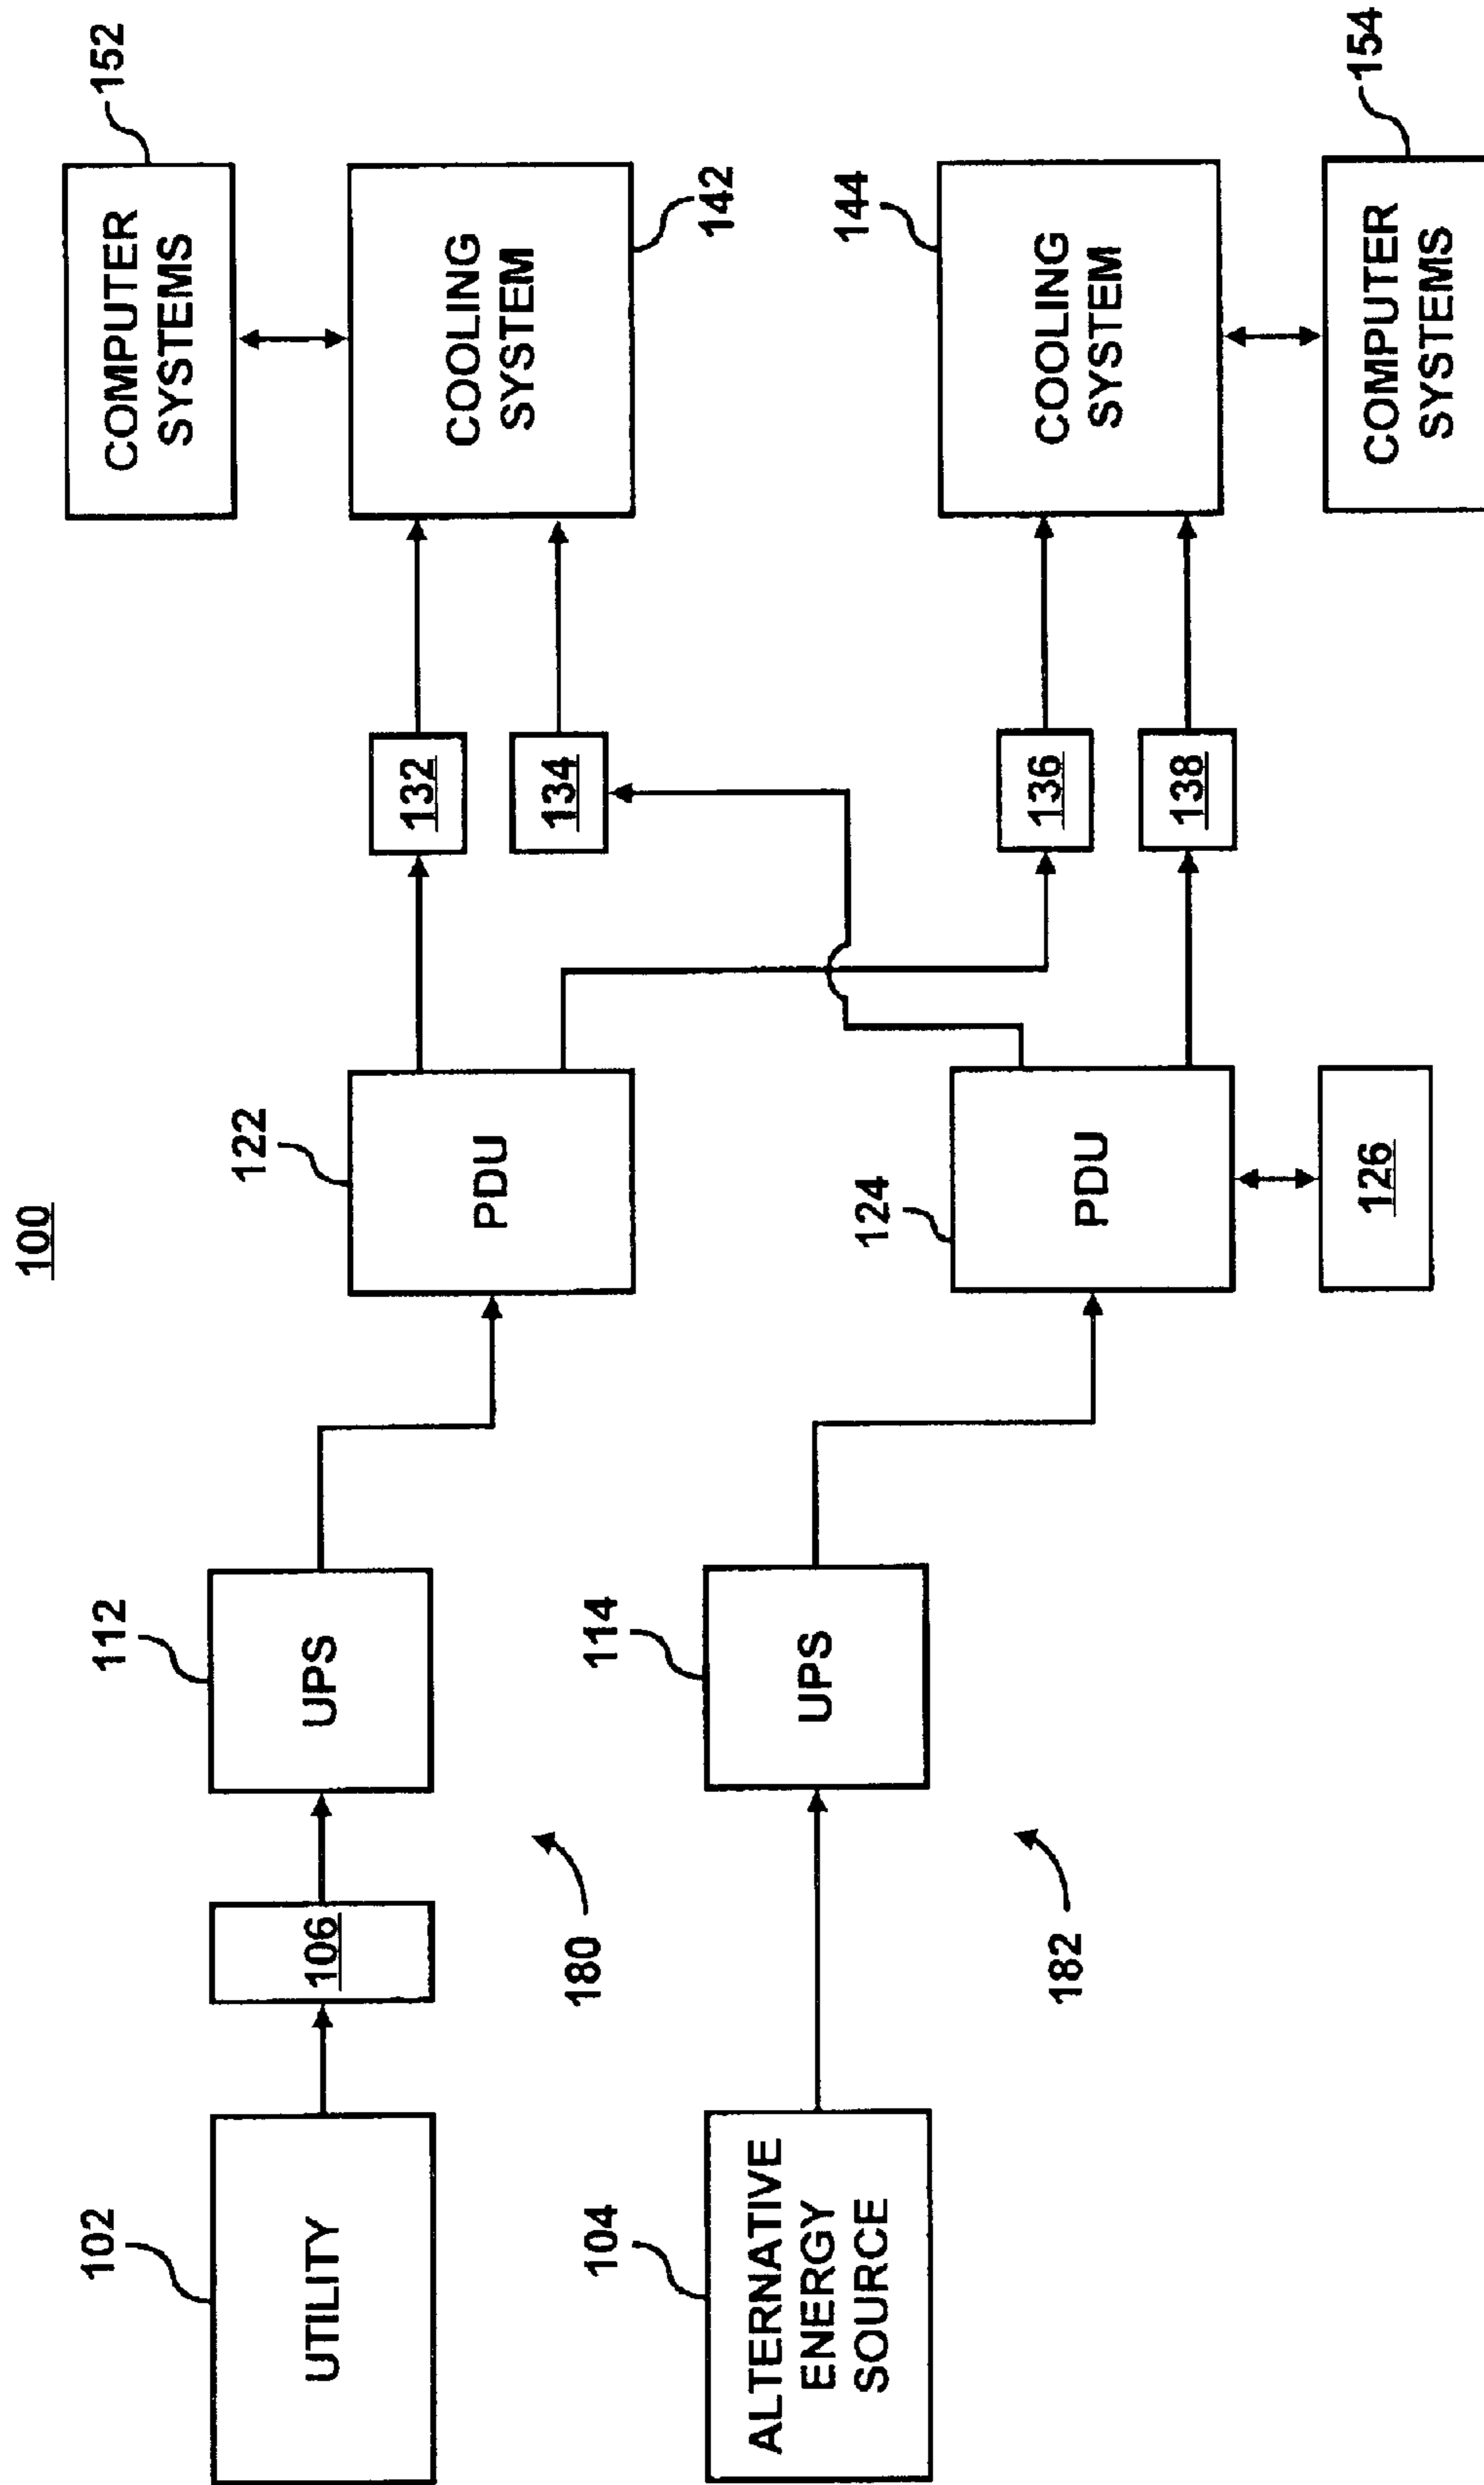 100
102
UTILITY
106
112
UPS
180
122
PDU
132
134
152
COMPUTER
SYSTEMS
COOLING
SYSTEM
142
104
ALTERNATIVE
ENERGY
SOURCE
114
UPS
182
124
PDU
126
136
138
144
COOLING
SYSTEM
COMPUTER
SYSTEMS
154